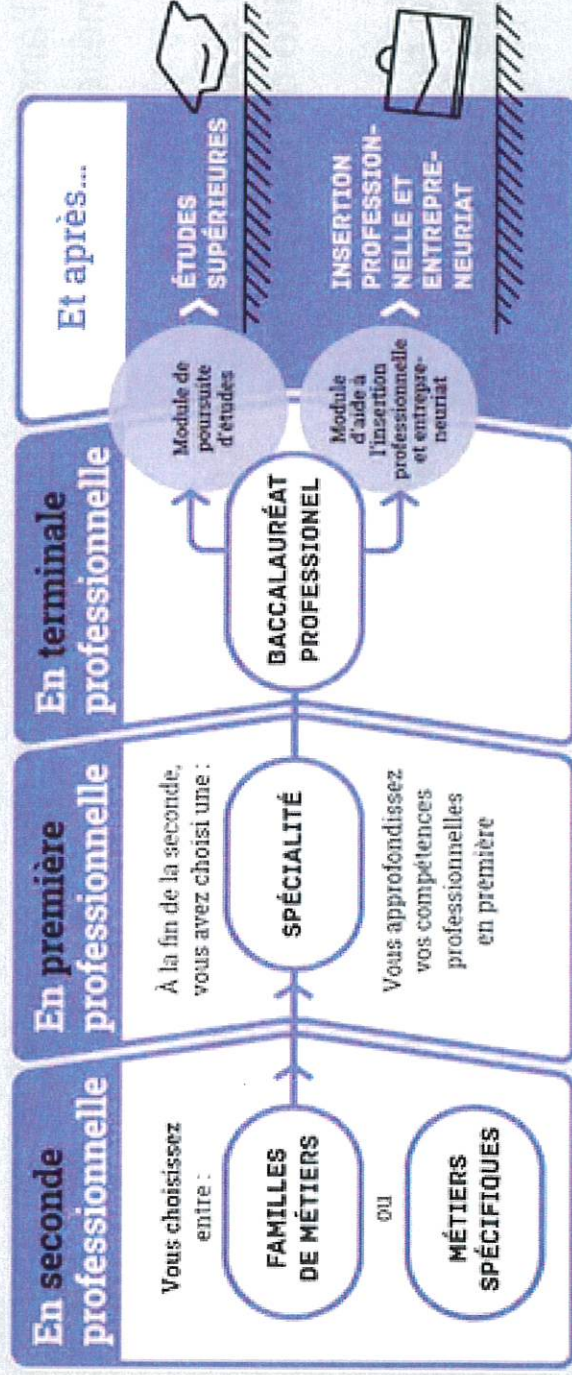 En seconde
professionnelle
Vous choisissez
entre :
FAMILLES
DE MÉTIERS
ou
MÉTIERS
SPÉCIFIQUES
En première
professionnelle
À la fin de la seconde,
vous avez choisi une :
SPÉCIALITÉ
Vous approfondissez
vos compétences
professionnelles
en première
En terminale
professionnelle
BACCALAURÉAT
PROFESSIONEL
Module de
poursuite
d'études
Module
d'aide à
l'insertion
professionnelle
et entrepre-
neuriat
Et après...
ÉTUDES
SUPÉRIEURES
INSERTION
PROFESSION-
NELLE ET
ENTREPRE-
NEURIAT